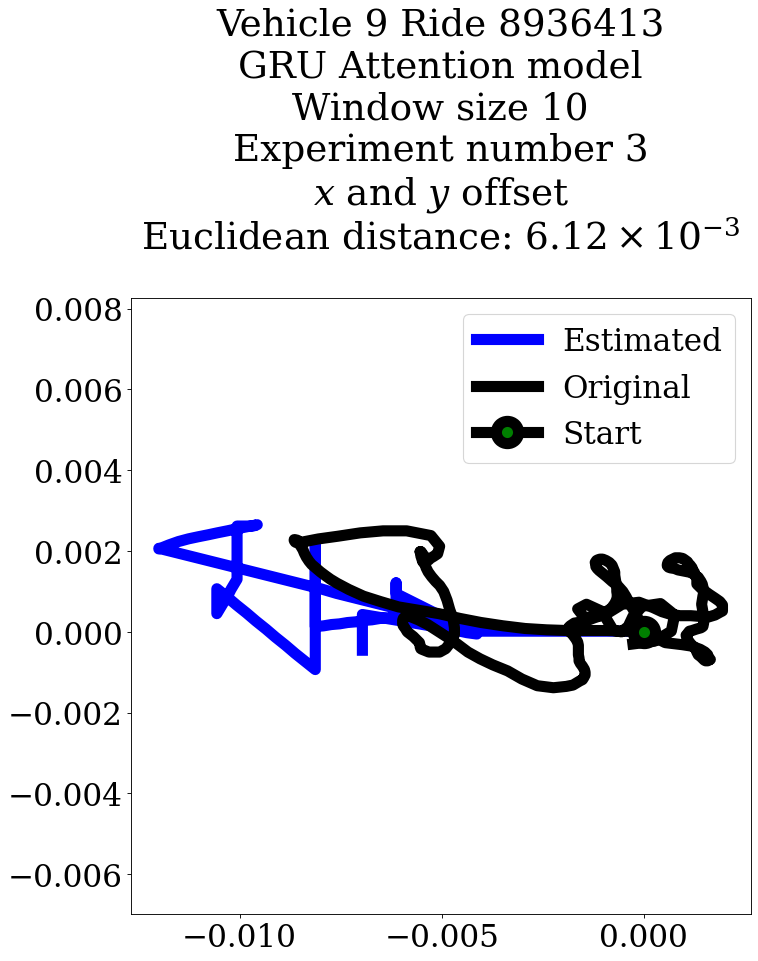 Vehicle 9 Ride 8936413
GRU Attention model
Window size 10
Experiment number 3
x and y offset
Euclidean distance: 6.12 × 10⁻³
0.008
Estimated
0.006
Original
Start
0.004
0.002
0.000
−0.002
−0.004
−0.006
−0.010 −0.005 0.000